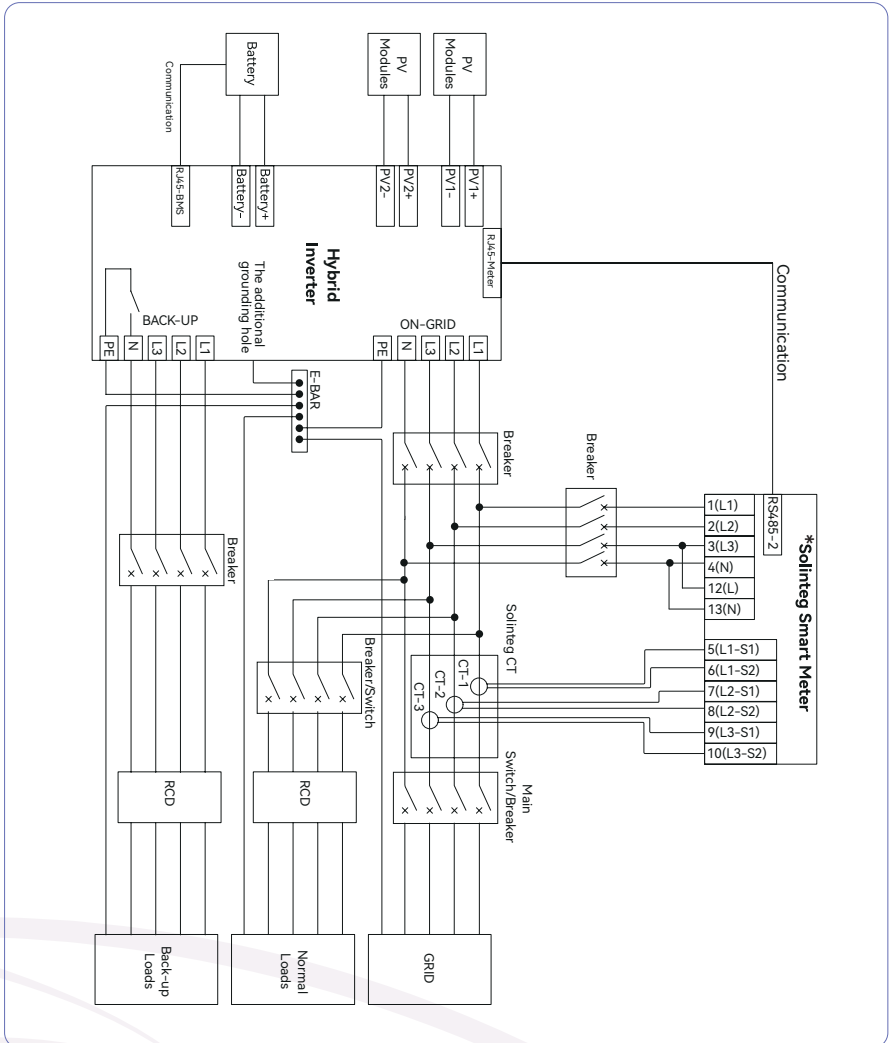 Battery
PV
Modules
PV
Modules
Communication
RJ45-BMS
Battery-
Battery+
PV2-
PV2+
PV1-
PV1+
RJ45-Meter
Communication
Hybrid
Inverter
The additional
grounding hole
BACK-UP
ON-GRID
PE
N
L3
L2
L1
PE
N
L3
L2
L1
E-BAR
Breaker
Breaker
RS485-2
*Solinteg Smart Meter
1(L1)
2(L2)
3(L3)
4(N)
12(L)
13(N)
5(L1-S1)
6(L1-S2)
7(L2-S1)
8(L2-S2)
9(L3-S1)
10(L3-S2)
Breaker
Breaker/Switch
Solinteg CT
CT-1
CT-2
CT-3
Main
Switch/Breaker
RCD
RCD
Back-up
Loads
Normal
Loads
GRID